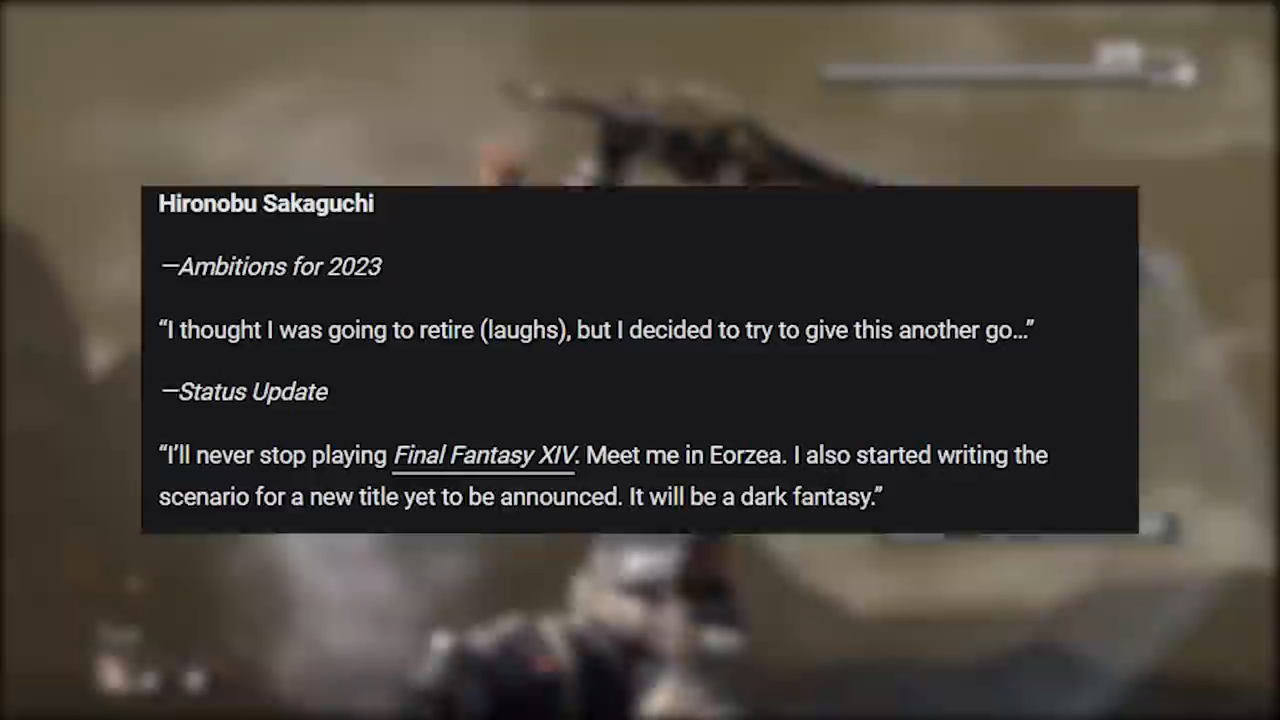 Hironobu Sakaguchi
—Ambitions for 2023
“I thought I was going to retire (laughs), but I decided to try to give this another go…”
—Status Update
“I’ll never stop playing Final Fantasy XIV. Meet me in Eorzea. I also started writing the
scenario for a new title yet to be announced. It will be a dark fantasy.”